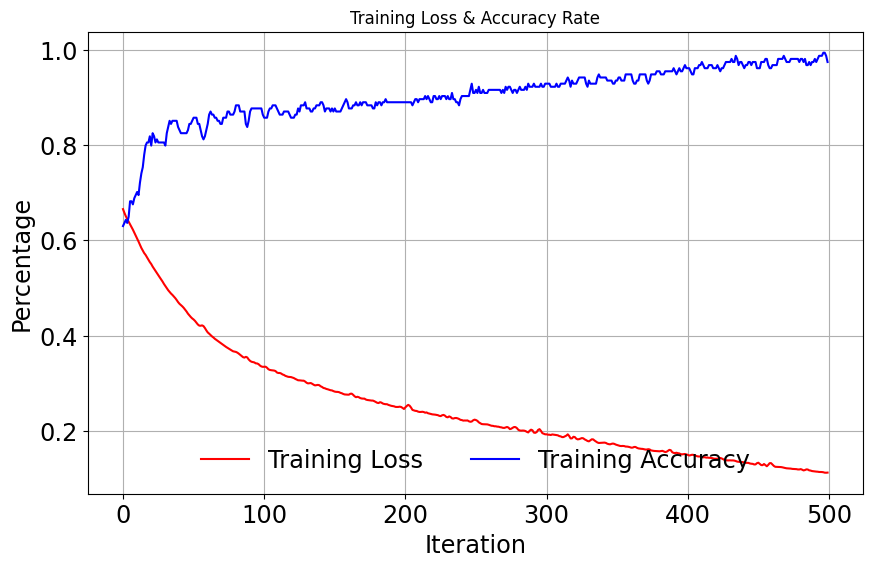 Training Loss & Accuracy Rate
1.0
0.8
0.6
0.4
0.2
Percentage
Training Loss
Training Accuracy
0 100 200 300 400 500
Iteration